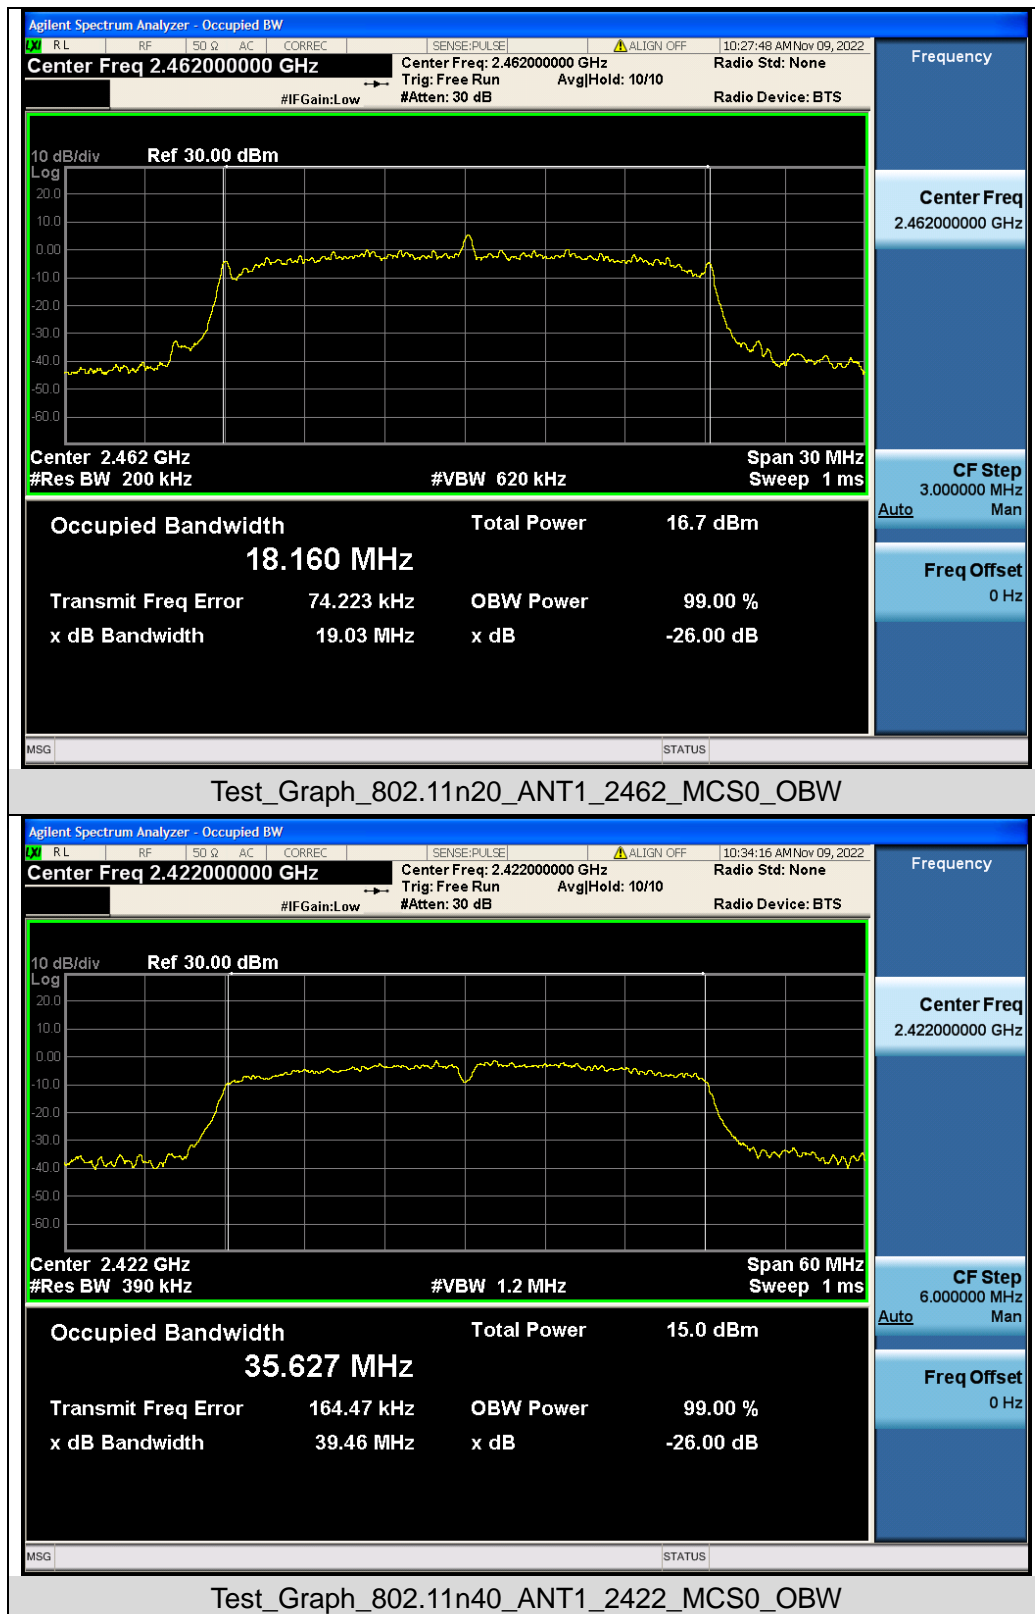 Agilent Spectrum Analyzer - Occupied BW
LXI RL RF 50 Ω AC CORREC SENSE:PULSE ALIGN OFF 10:27:48 AM Nov 09, 2022
Center Freq 2.462000000 GHz
Center Freq: 2.462000000 GHz
Radio Std: None
Trig: Free Run Avg|Hold: 10/10
#IFGain:Low
#Atten: 30 dB
Radio Device: BTS
Frequency
10 dB/div Ref 30.00 dBm
Log
20.0
10.0
0.00
-10.0
-20.0
-30.0
-40.0
-50.0
-60.0
Center 2.462 GHz Span 30 MHz
#Res BW 200 kHz #VBW 620 kHz Sweep 1 ms
Center Freq
2.462000000 GHz
CF Step
3.000000 MHz
Auto Man
Freq Offset
0 Hz
Occupied Bandwidth Total Power 16.7 dBm
18.160 MHz
Transmit Freq Error 74.223 kHz OBW Power 99.00 %
x dB Bandwidth 19.03 MHz x dB -26.00 dB
MSG STATUS
Test_Graph_802.11n20_ANT1_2462_MCS0_OBW
Agilent Spectrum Analyzer - Occupied BW
LXI RL RF 50 Ω AC CORREC SENSE:PULSE ALIGN OFF 10:34:16 AM Nov 09, 2022
Center Freq 2.422000000 GHz
Center Freq: 2.422000000 GHz
Radio Std: None
Trig: Free Run Avg|Hold: 10/10
#IFGain:Low
#Atten: 30 dB
Radio Device: BTS
Frequency
10 dB/div Ref 30.00 dBm
Log
20.0
10.0
0.00
-10.0
-20.0
-30.0
-40.0
-50.0
-60.0
Center 2.422 GHz Span 60 MHz
#Res BW 390 kHz #VBW 1.2 MHz Sweep 1 ms
Center Freq
2.422000000 GHz
CF Step
6.000000 MHz
Auto Man
Freq Offset
0 Hz
Occupied Bandwidth Total Power 15.0 dBm
35.627 MHz
Transmit Freq Error 164.47 kHz OBW Power 99.00 %
x dB Bandwidth 39.46 MHz x dB -26.00 dB
MSG STATUS
Test_Graph_802.11n40_ANT1_2422_MCS0_OBW